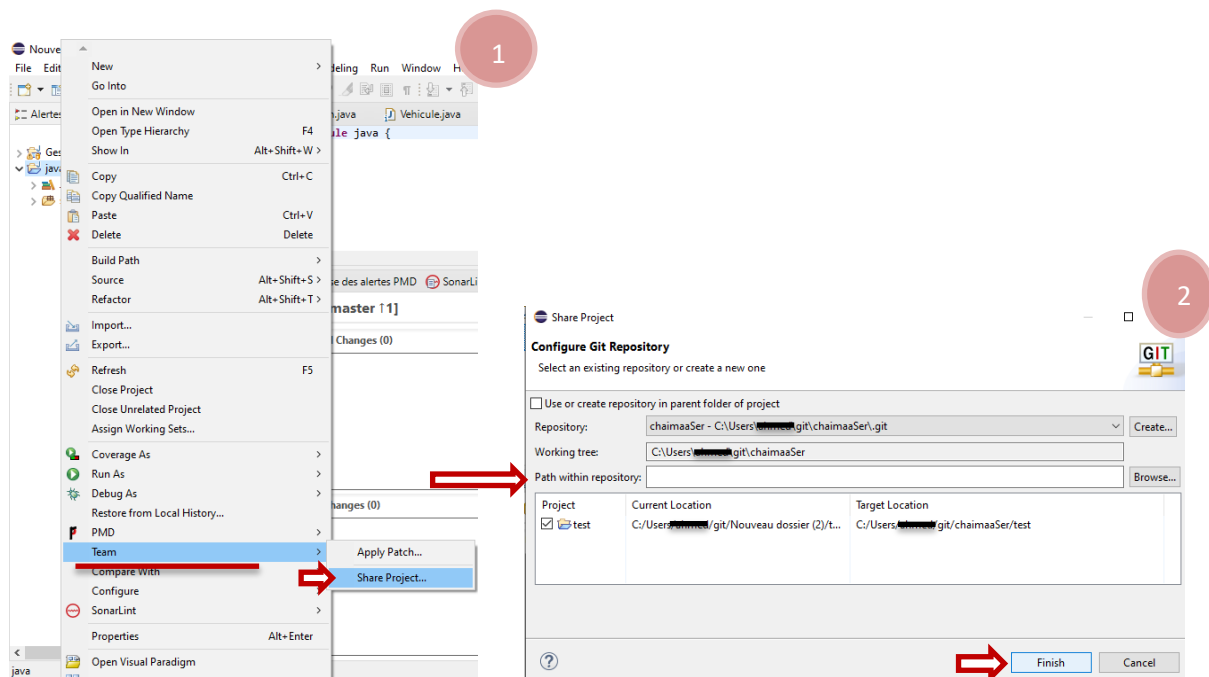 1
Nouve
File Edit
deling Run Window H
Alertes
n.java Vehicule.java
ule java {
Ges
java
New
Go Into
Open in New Window
Open Type Hierarchy F4
Show In Alt+Shift+W
Copy Ctrl+C
Copy Qualified Name
Paste Ctrl+V
Delete Delete
Build Path
Source Alt+Shift+S
Refactor Alt+Shift+T
Import...
Export...
Refresh F5
Close Project
Close Unrelated Project
Assign Working Sets...
Coverage As
Run As
Debug As
Restore from Local History...
PMD
Team
Compare With
Configure
SonarLint
Properties Alt+Enter
Open Visual Paradigm
Apply Patch...
Share Project...
se des alertes PMD SonarLi
master ↑1]
Changes (0)
hanges (0)
java
2
Share Project
Configure Git Repository
Select an existing repository or create a new one
GIT
Use or create repository in parent folder of project
Repository: chaimaaSer - C:\Users\ \git\chaimaaSer\.git Create...
Working tree: C:\Users\ \git\chaimaaSer
Path within repository: Browse...
Project Current Location Target Location
test C:/Users/ /git/Nouveau dossier (2)/t... C:/Users/ /git/chaimaaSer/test
? Finish Cancel